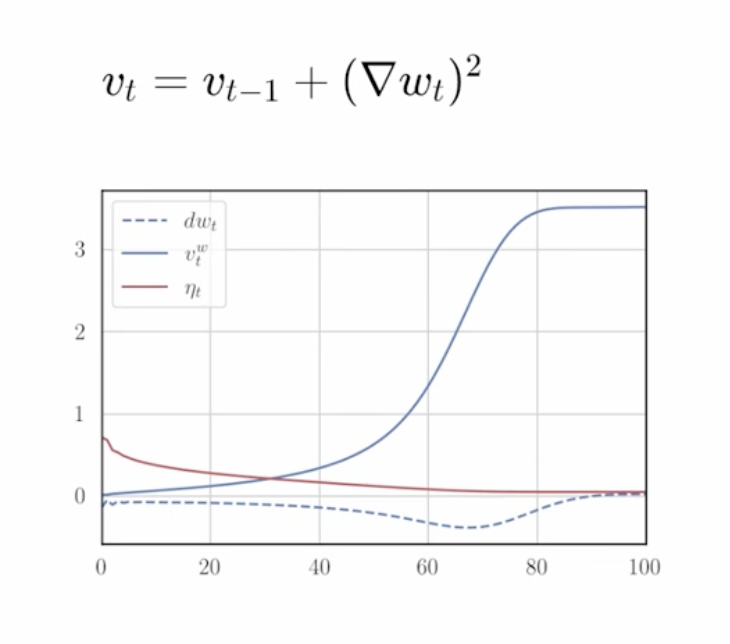 v_t = v_{t-1} + (∇w_t)^2
dw_t
v_t^w
η_t
3
2
1
0
0 20 40 60 80 100